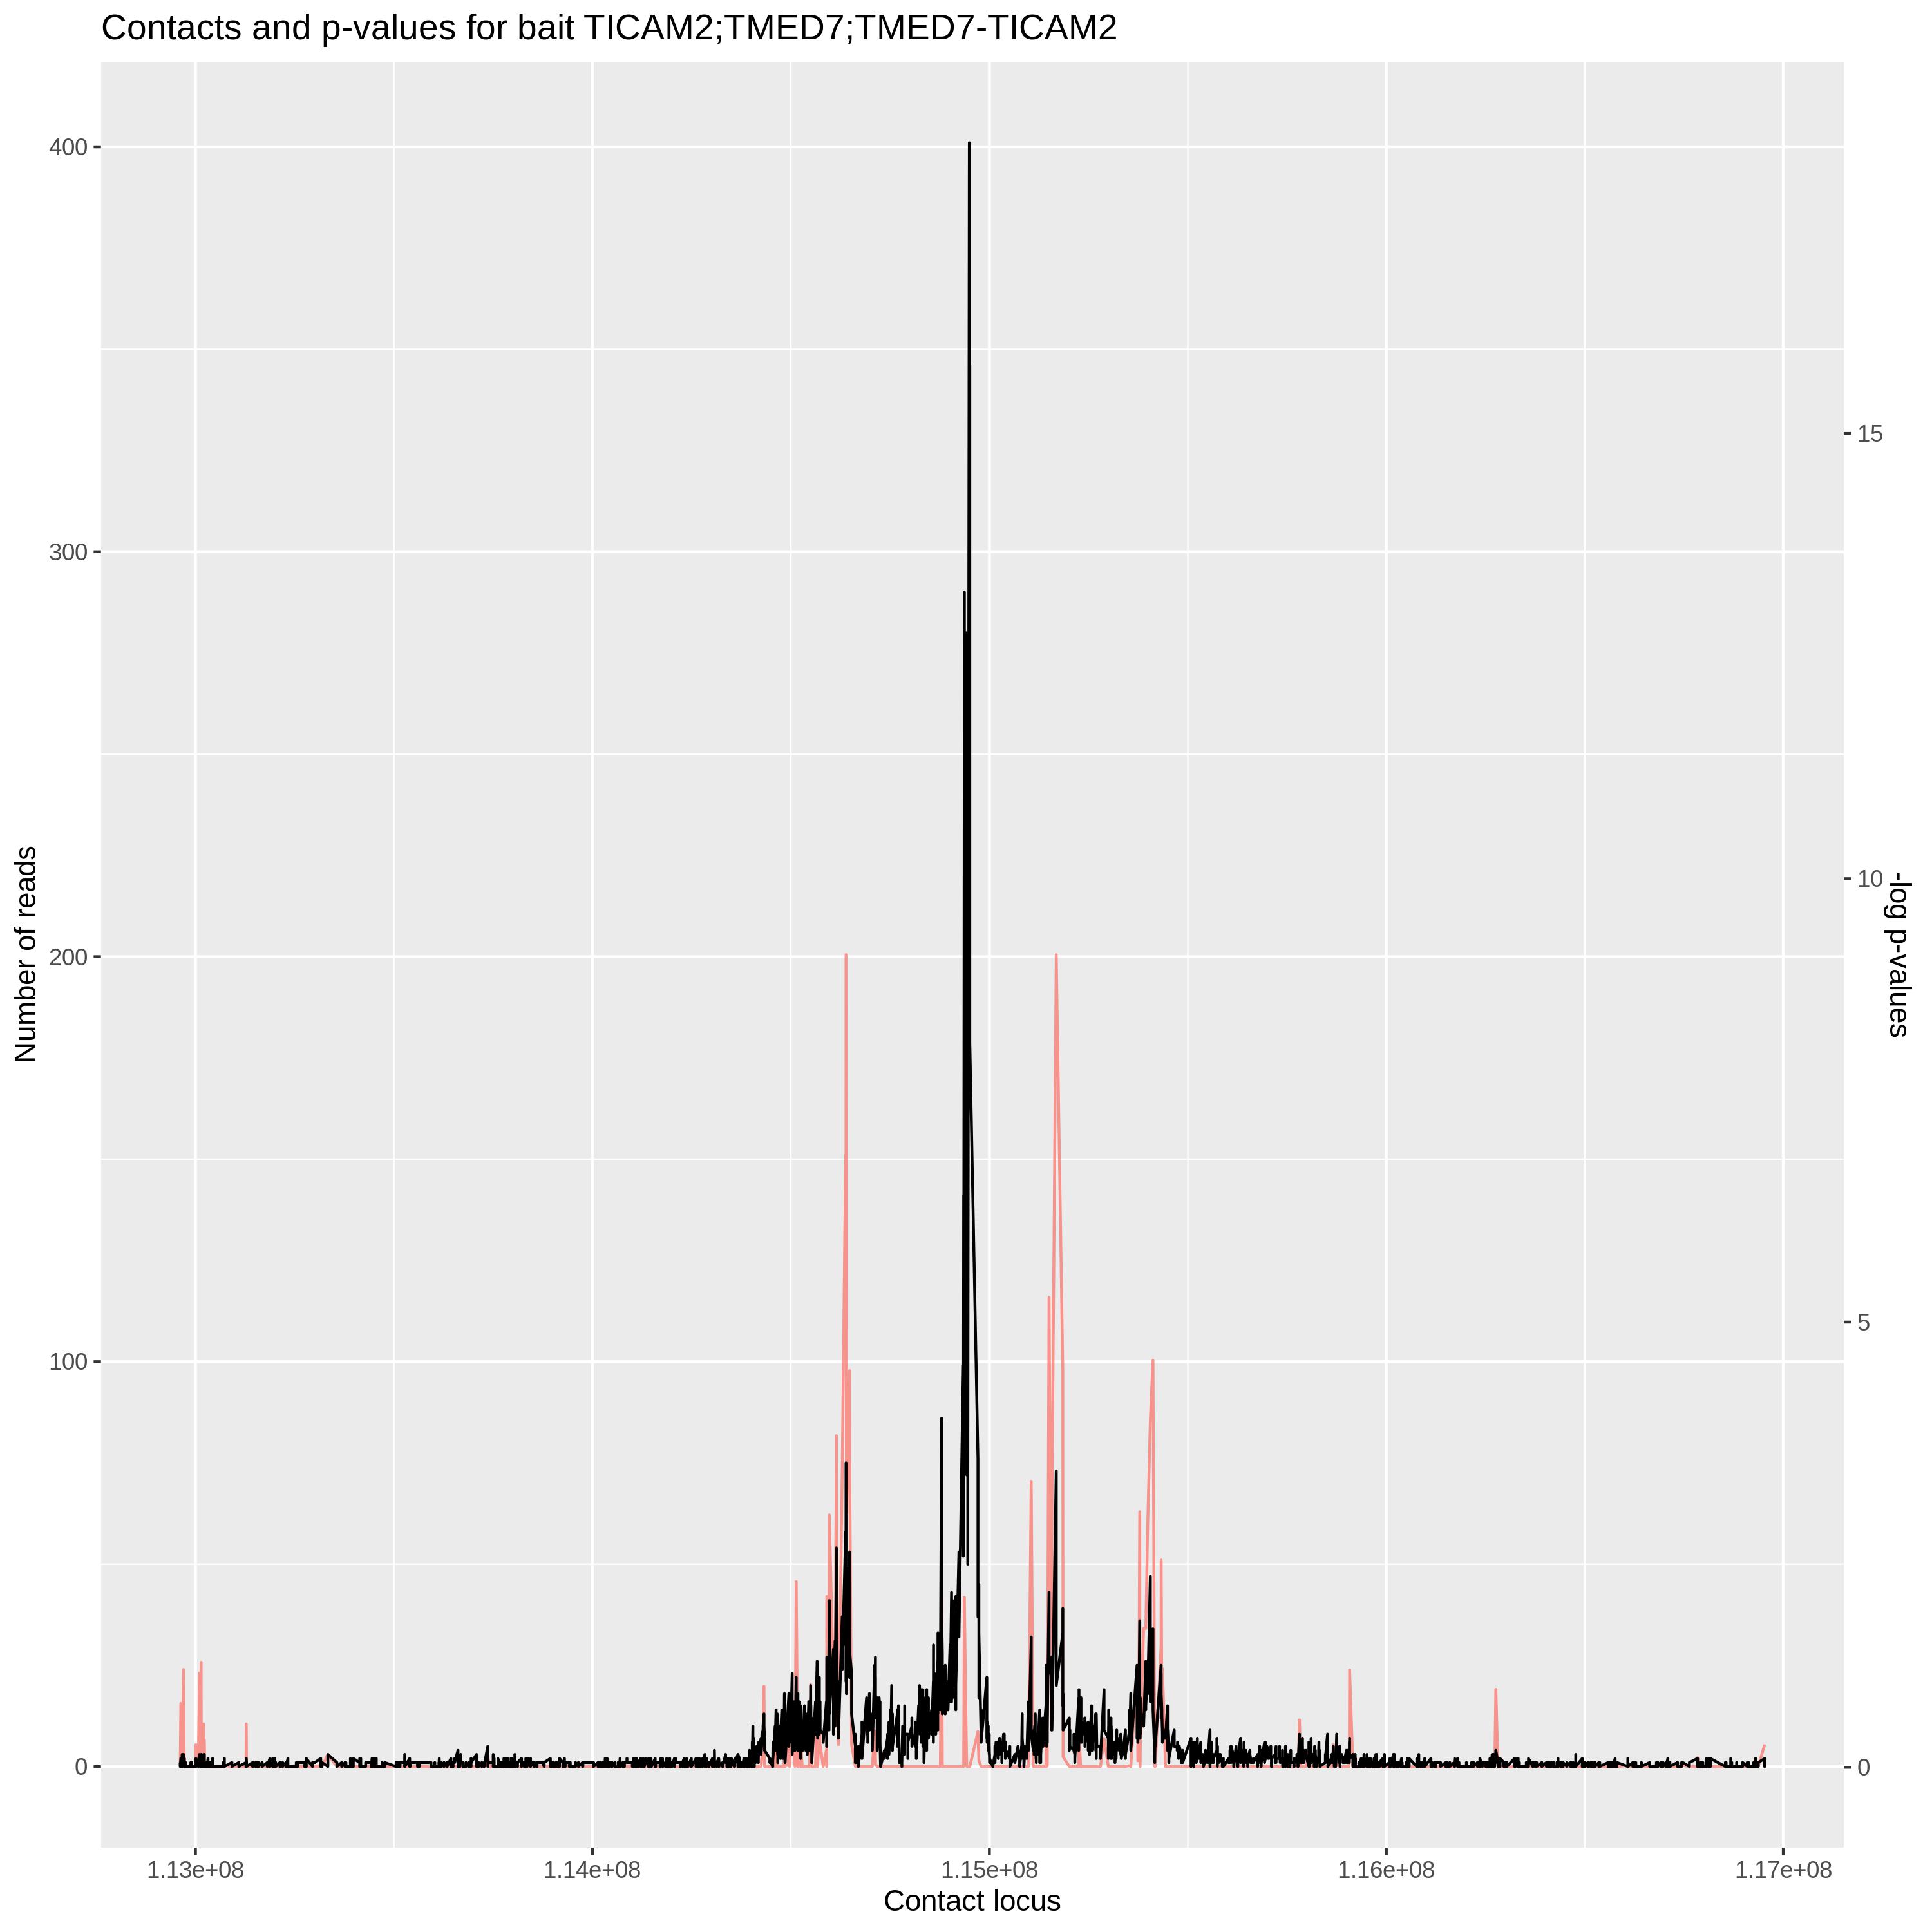 Contacts and p-values for bait TICAM2;TMED7;TMED7-TICAM2
400
300
200
100
0
Number of reads
15
10
5
0
-log p-values
1.13e+08
1.14e+08
1.15e+08
1.16e+08
1.17e+08
Contact locus